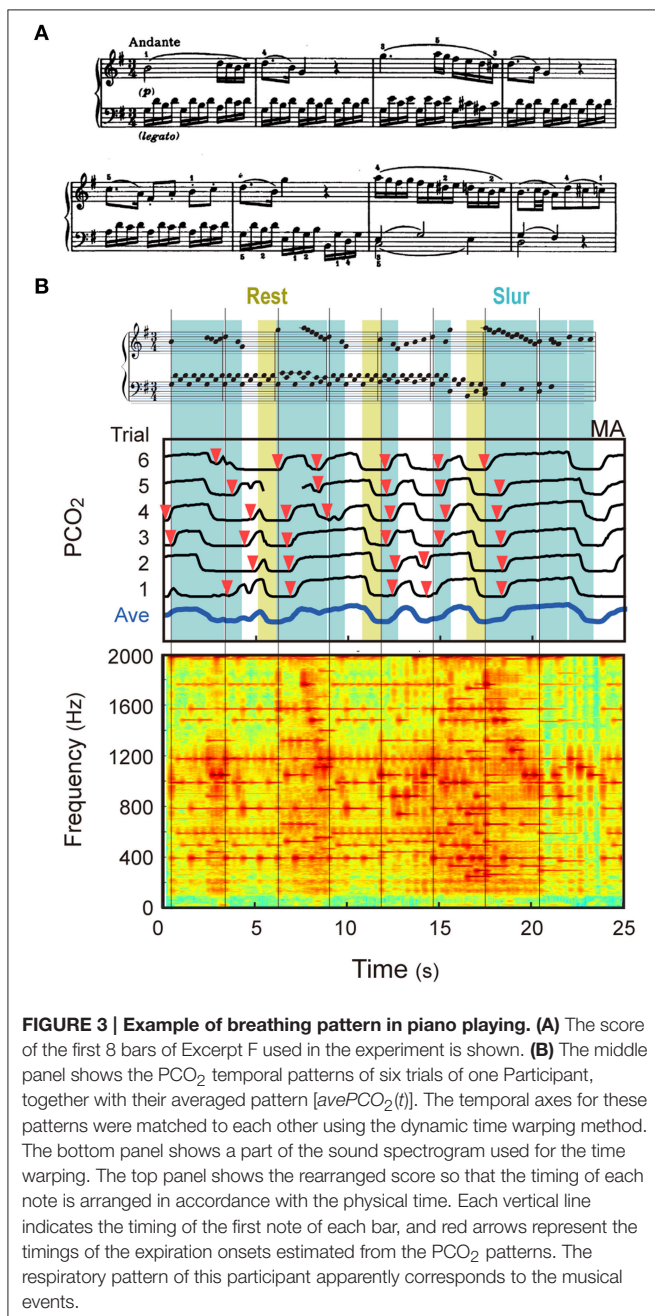 A
Andante
(p)
(legato)
B
Rest
Slur
MA
Trial
6
5
4
3
2
1
Ave
PCO2
2000
1600
1200
800
400
0
Frequency (Hz)
0 5 10 15 20 25
Time (s)
FIGURE 3 | Example of breathing pattern in piano playing. (A) The score
of the first 8 bars of Excerpt F used in the experiment is shown. (B) The middle
panel shows the PCO2 temporal patterns of six trials of one Participant,
together with their averaged pattern [avePCO2(t)]. The temporal axes for these
patterns were matched to each other using the dynamic time warping method.
The bottom panel shows a part of the sound spectrogram used for the time
warping. The top panel shows the rearranged score so that the timing of each
note is arranged in accordance with the physical time. Each vertical line
indicates the timing of the first note of each bar, and red arrows represent the
timings of the expiration onsets estimated from the PCO2 patterns. The
respiratory pattern of this participant apparently corresponds to the musical
events.